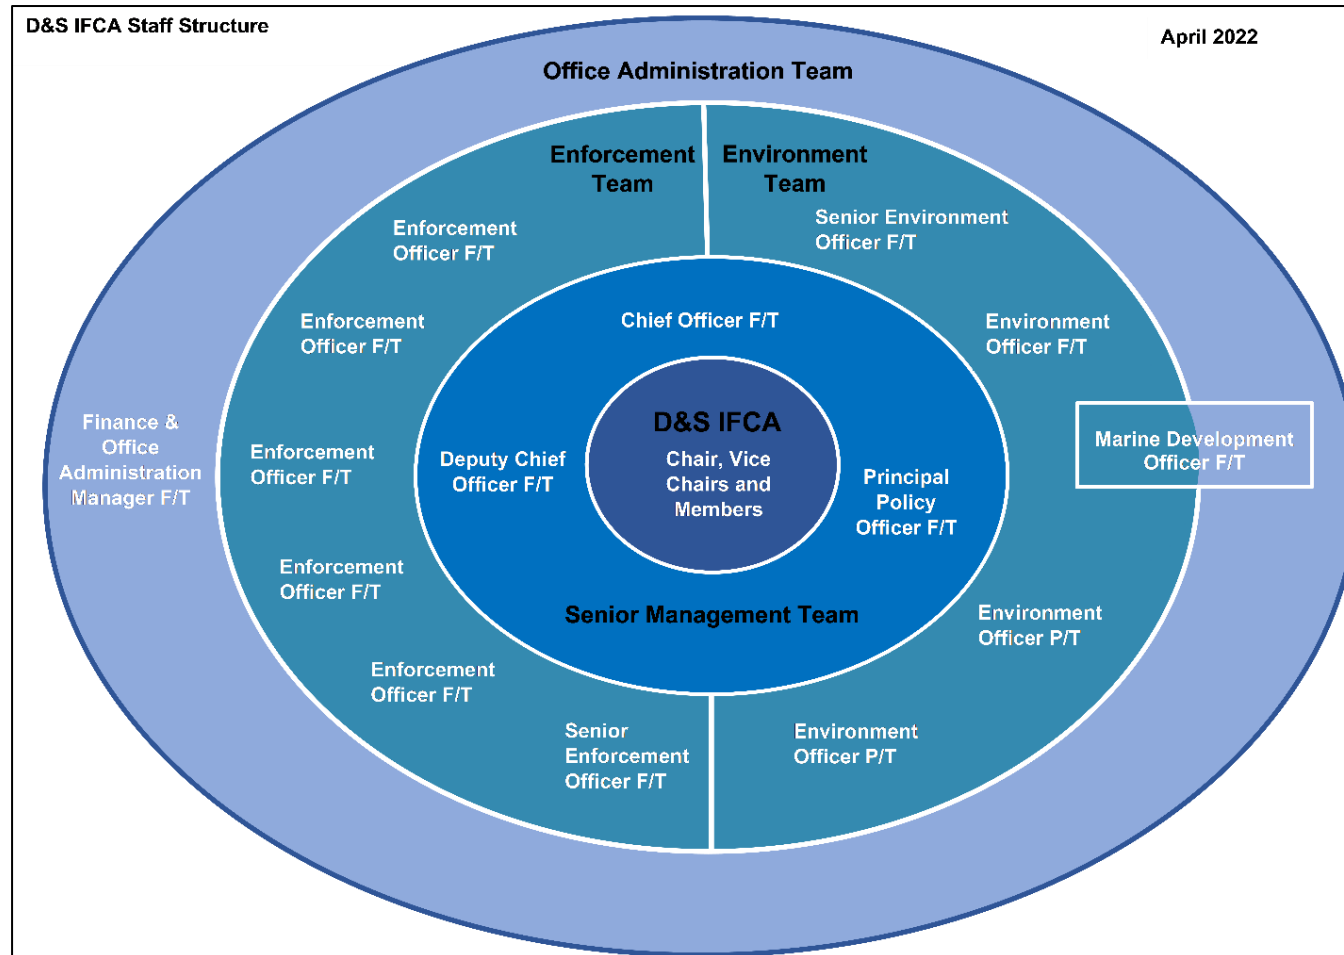 D&S IFCA Staff Structure
April 2022
Office Administration Team
Enforcement
Team
Environment
Team
Enforcement
Officer F/T
Senior Environment
Officer F/T
Enforcement
Officer F/T
Chief Officer F/T
Environment
Officer F/T
Finance &
Office
Administration
Manager F/T
Enforcement
Officer F/T
Deputy Chief
Officer F/T
D&S IFCA
Chair, Vice
Chairs and
Members
Principal
Policy
Officer F/T
Marine Development
Officer F/T
Enforcement
Officer F/T
Senior Management Team
Environment
Officer P/T
Enforcement
Officer F/T
Senior
Enforcement
Officer F/T
Environment
Officer P/T